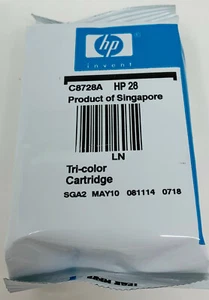 hp
invent
C8728A HP 28
Product of Singapore
LN
Tri-color
Cartridge
SGA2 MAY10 081114 0718